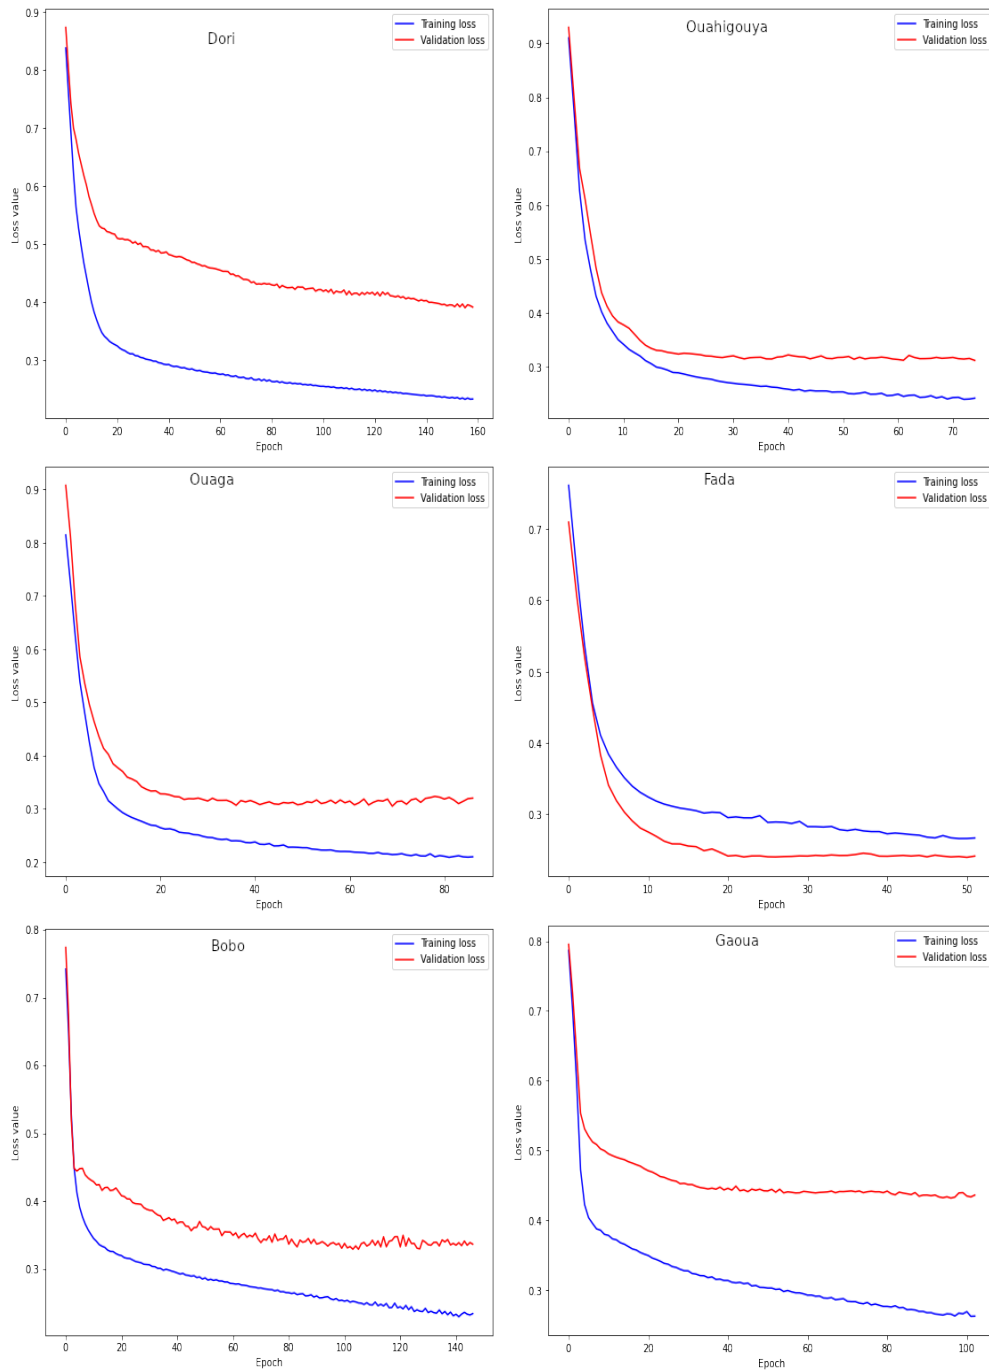 Dori
Training loss
Validation loss
0.9
0.8
0.7
0.6
0.5
0.4
0.3
Loss value
0 20 40 60 80 100 120 140 160
Epoch
Ouahigouya
Training loss
Validation loss
0.9
0.8
0.7
0.6
0.5
0.4
0.3
Loss value
0 10 20 30 40 50 60 70
Epoch
Ouaga
Training loss
Validation loss
0.9
0.8
0.7
0.6
0.5
0.4
0.3
0.2
Loss value
0 20 40 60 80
Epoch
Fada
Training loss
Validation loss
0.7
0.6
0.5
0.4
0.3
Loss value
0 10 20 30 40 50
Epoch
Bobo
Training loss
Validation loss
0.8
0.7
0.6
0.5
0.4
0.3
Loss value
0 20 40 60 80 100 120 140
Epoch
Gaoua
Training loss
Validation loss
0.8
0.7
0.6
0.5
0.4
0.3
Loss value
0 20 40 60 80 100
Epoch